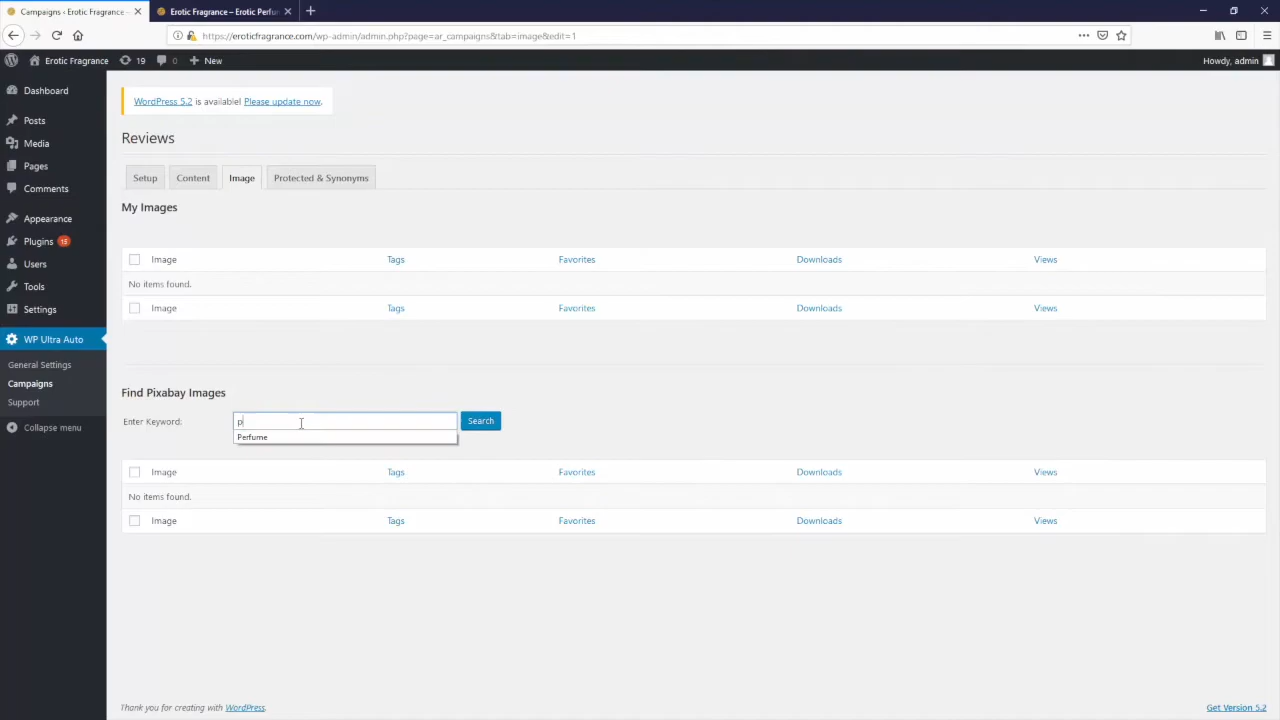 Campaigns ‹ Erotic Fragrance –
Erotic Fragrance – Erotic Perfu
https://eroticfragrance.com/wp-admin/admin.php?page=ar_campaigns&tab=image&edit=1
Erotic Fragrance 19 0 New
Howdy, admin
Dashboard
Posts
Media
Pages
Comments
Appearance
Plugins 15
Users
Tools
Settings
WP Ultra Auto
General Settings
Campaigns
Support
Collapse menu
WordPress 5.2 is available! Please update now.
Reviews
Setup Content Image Protected & Synonyms
My Images
Image Tags Favorites Downloads Views
No items found.
Image Tags Favorites Downloads Views
Find Pixabay Images
Enter Keyword: p Search
Perfume
Image Tags Favorites Downloads Views
No items found.
Image Tags Favorites Downloads Views
Thank you for creating with WordPress.
Get Version 5.2